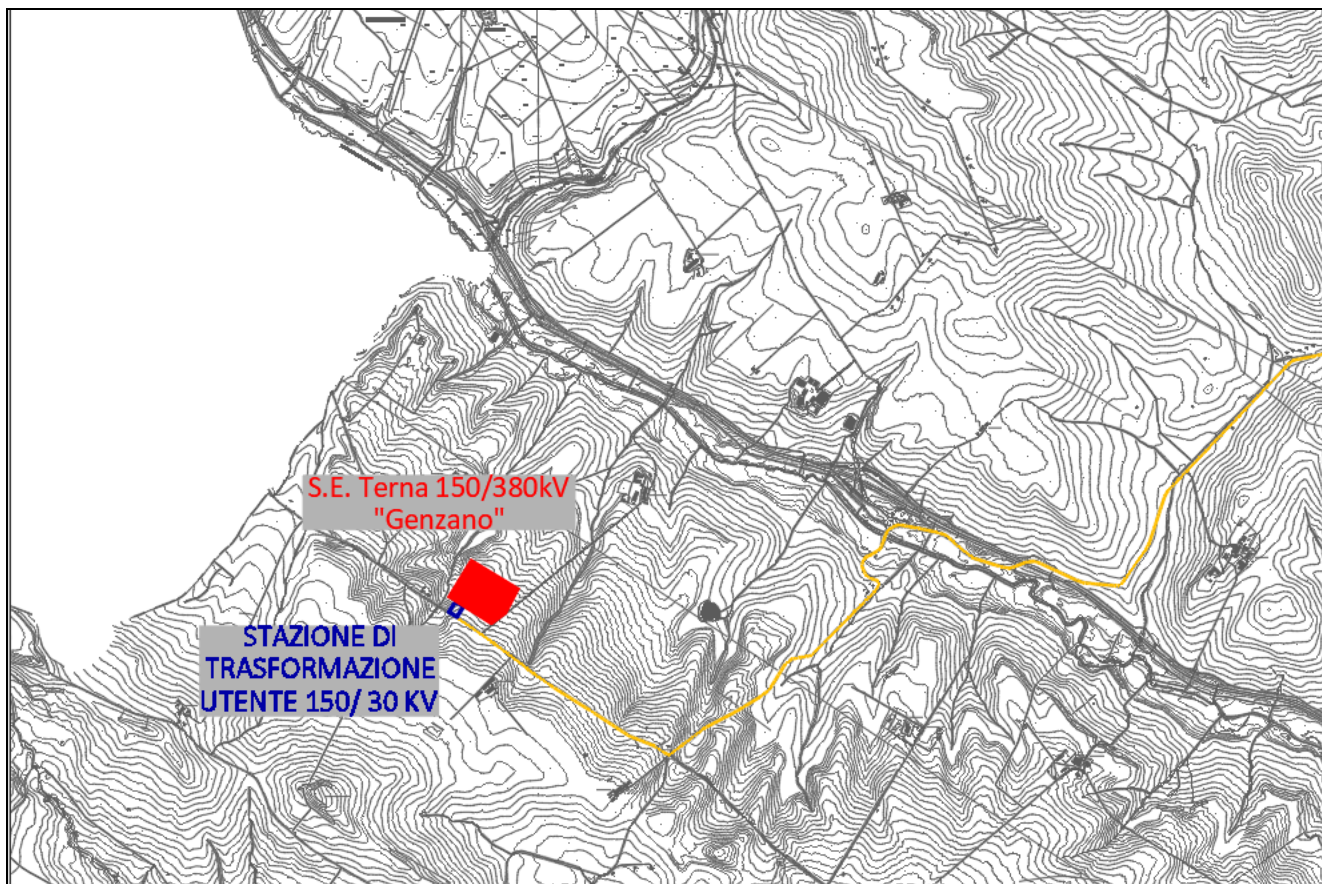 S.E. Terna 150/380kV
"Genzano"
STAZIONE DI
TRASFORMAZIONE
UTENTE 150/ 30 KV